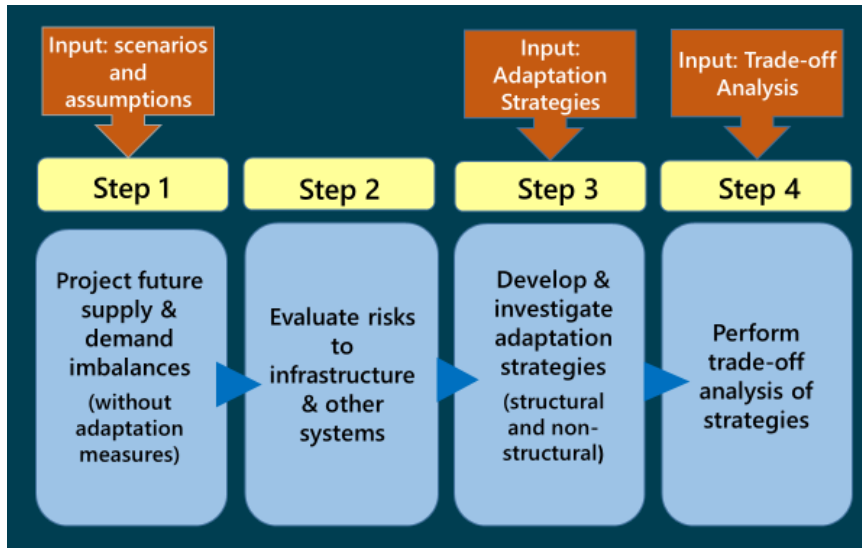 Input: scenarios
and
assumptions
Input:
Adaptation
Strategies
Input: Trade-off
Analysis
Step 1
Step 2
Step 3
Step 4
Project future
supply &
demand
imbalances
(without
adaptation
measures)
Evaluate risks
to
infrastructure
& other
systems
Develop &
investigate
adaptation
strategies
(structural
and non-
structural)
Perform
trade-off
analysis of
strategies